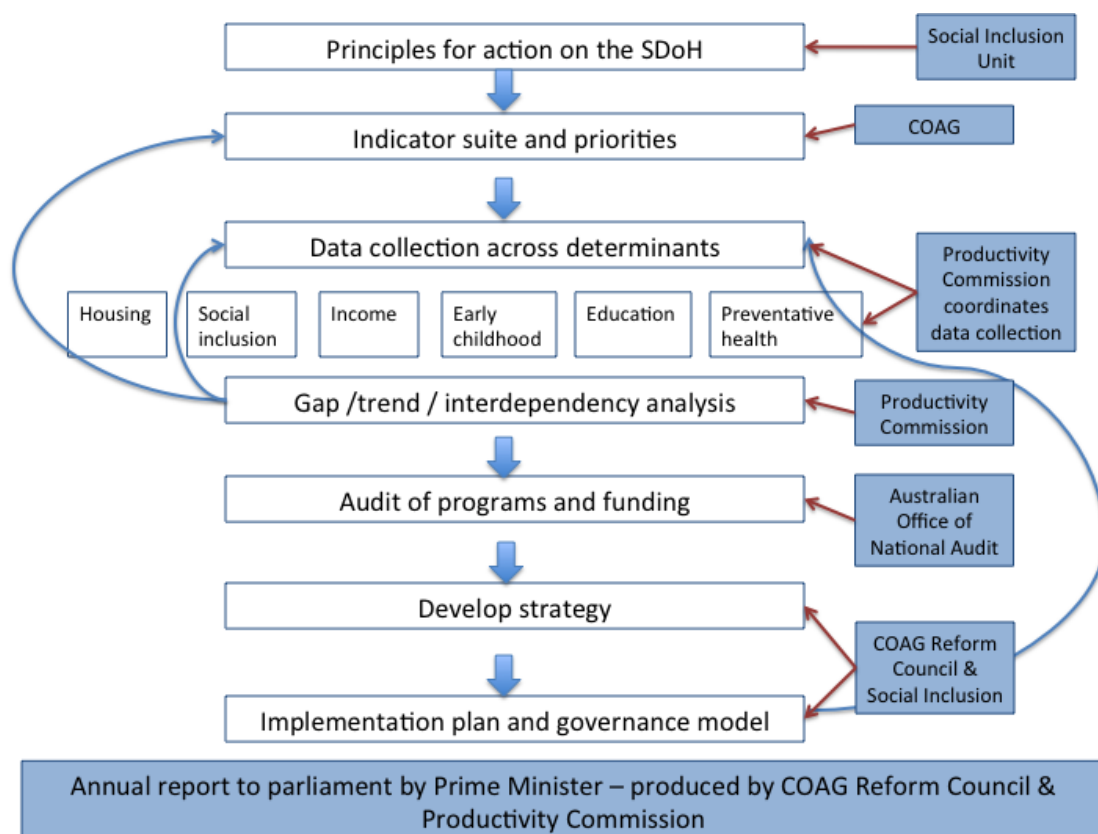 Principles for action on the SDoH
Social Inclusion
Unit
Indicator suite and priorities
COAG
Data collection across determinants
Productivity
Commission
coordinates
data collection
Housing
Social
inclusion
Income
Early
childhood
Education
Preventative
health
Gap /trend / interdependency analysis
Productivity
Commission
Audit of programs and funding
Australian
Office of
National Audit
Develop strategy
COAG Reform
Council &
Social Inclusion
Implementation plan and governance model
Annual report to parliament by Prime Minister – produced by COAG Reform Council &
Productivity Commission